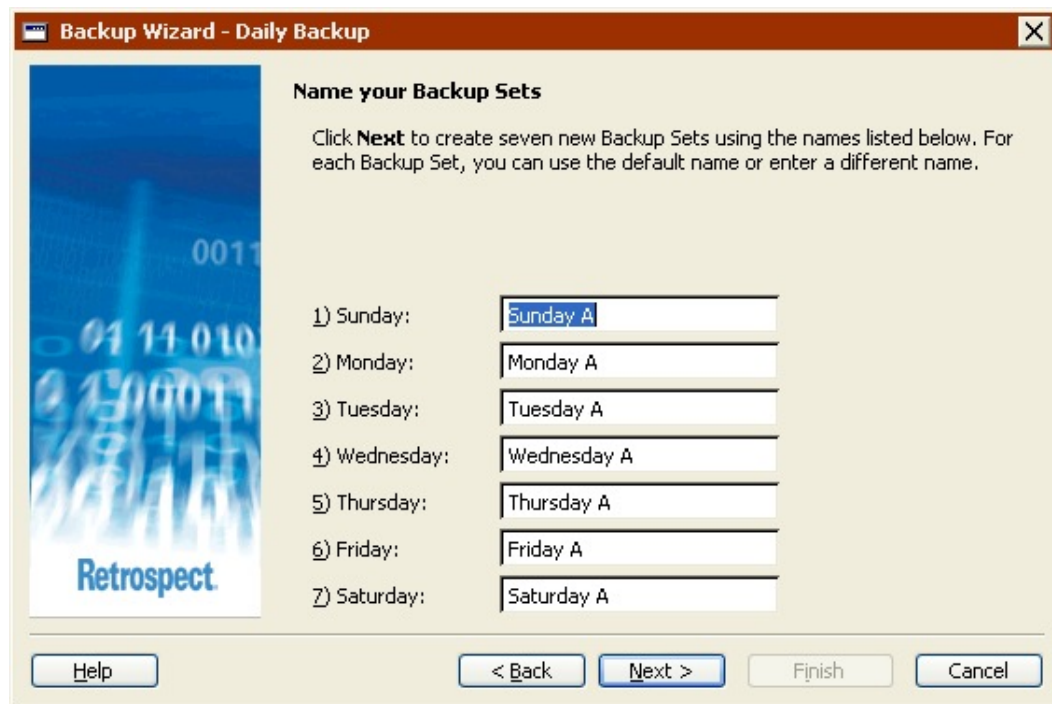 Backup Wizard - Daily Backup
Name your Backup Sets
Click Next to create seven new Backup Sets using the names listed below. For
each Backup Set, you can use the default name or enter a different name.
0011
01 11 010
Retrospect.
1) Sunday: Sunday A
2) Monday: Monday A
3) Tuesday: Tuesday A
4) Wednesday: Wednesday A
5) Thursday: Thursday A
6) Friday: Friday A
7) Saturday: Saturday A
Help < Back Next > Finish Cancel